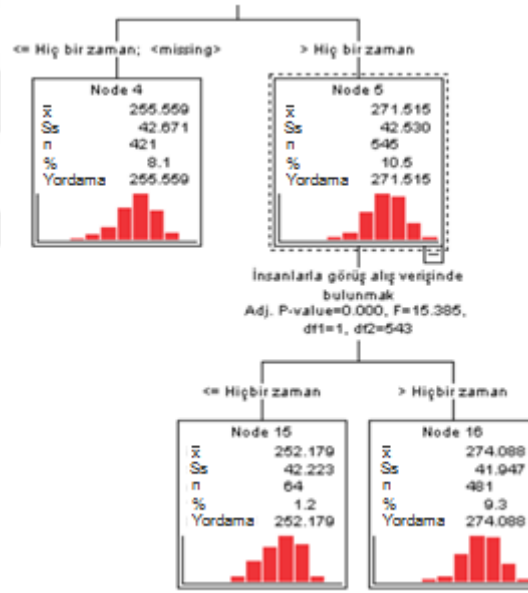 <= Hiç bir zaman; <missing>
> Hiç bir zaman
Node 4
x̄ 255.559
Ss 42.671
n 421
% 8.1
Yordama 255.559
Node 5
x̄ 271.515
Ss 42.530
n 545
% 10.5
Yordama 271.515
İnsanlarla görüş alış verişinde
bulunmak
Adj. P-value=0.000, F=15.385,
df1=1, df2=543
<= Hiçbir zaman
> Hiçbir zaman
Node 15
x̄ 252.179
Ss 42.223
n 64
% 1.2
Yordama 252.179
Node 16
x̄ 274.088
Ss 41.947
n 481
% 9.3
Yordama 274.088